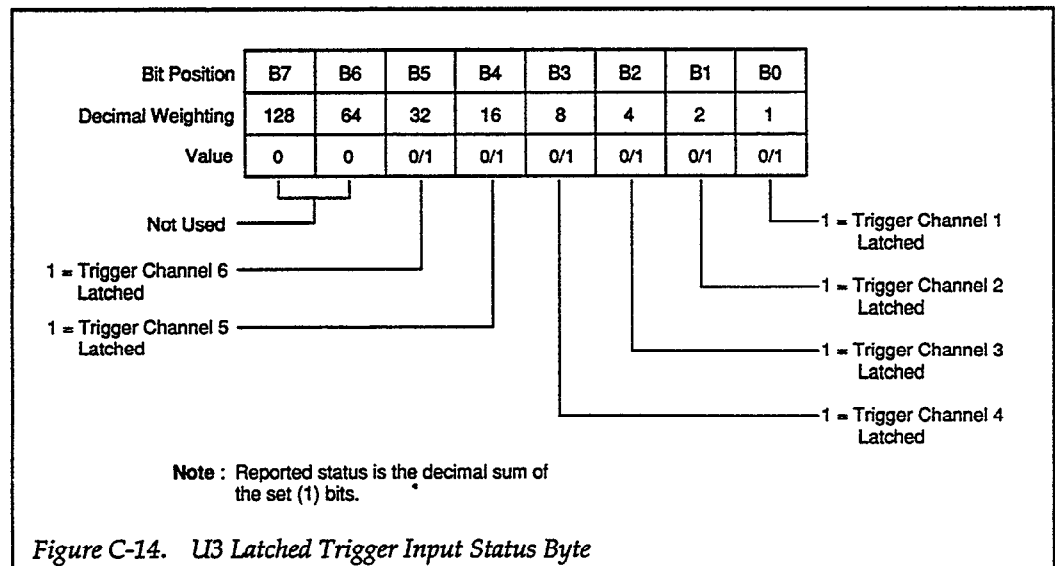 Bit Position B7 B6 B5 B4 B3 B2 B1 B0
Decimal Weighting 128 64 32 16 8 4 2 1
Value 0 0 0/1 0/1 0/1 0/1 0/1 0/1
Not Used
1 = Trigger Channel 6
Latched
1 = Trigger Channel 5
Latched
1 = Trigger Channel 1
Latched
1 = Trigger Channel 2
Latched
1 = Trigger Channel 3
Latched
1 = Trigger Channel 4
Latched
Note : Reported status is the decimal sum of
the set (1) bits.
Figure C-14. U3 Latched Trigger Input Status Byte